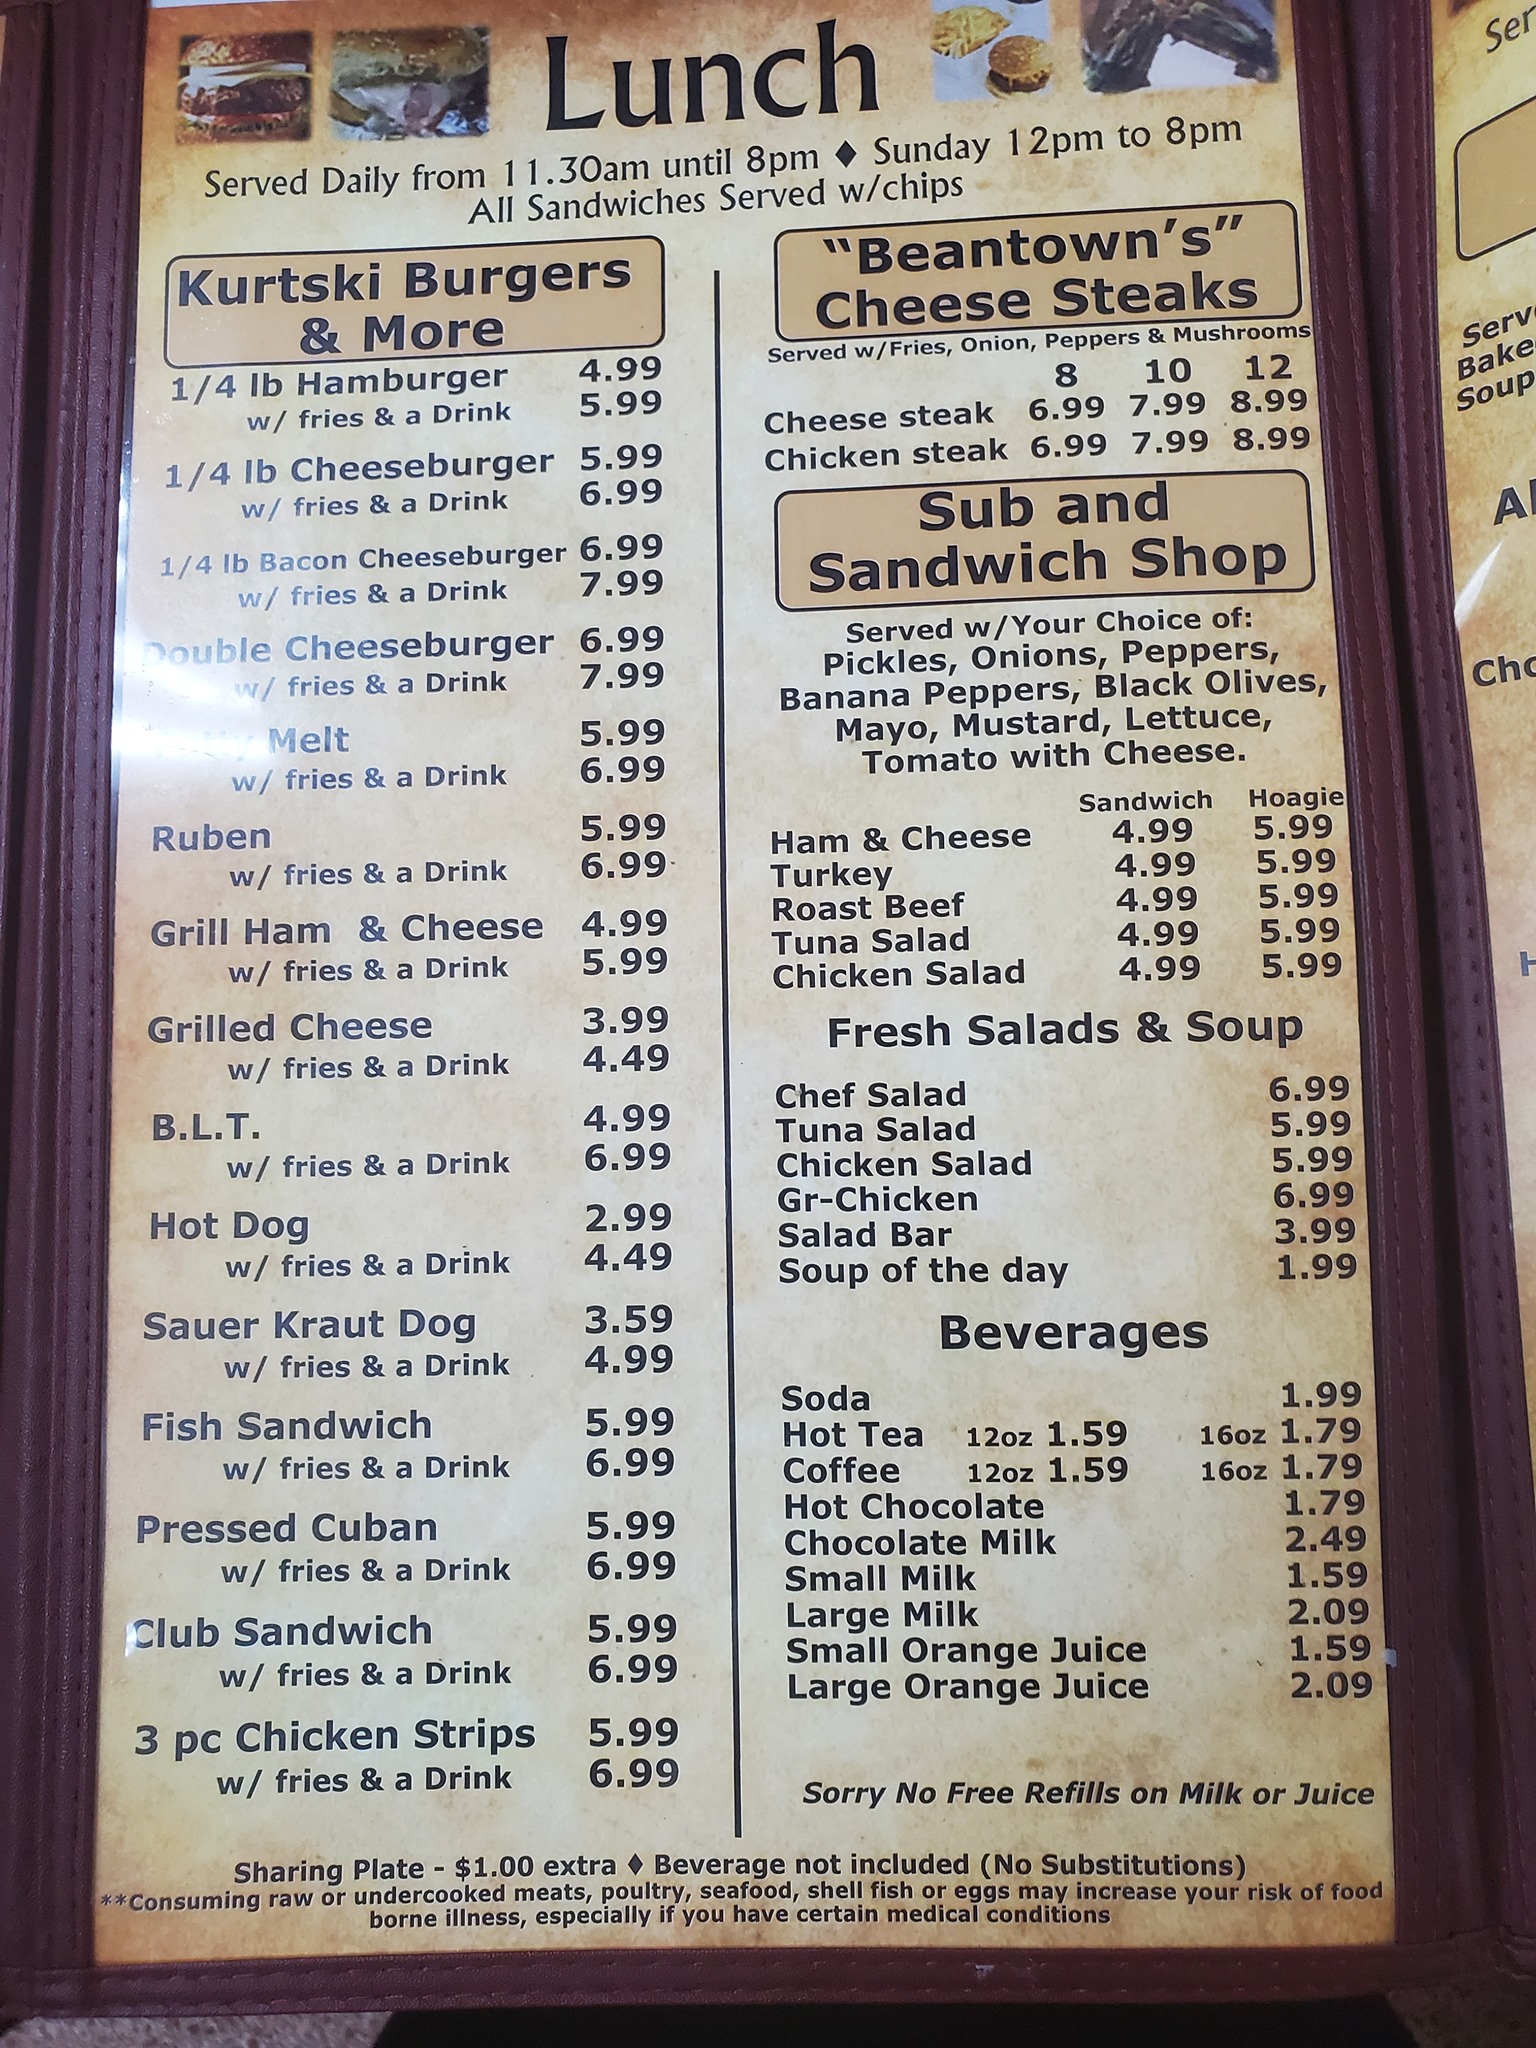 Lunch
Served Daily from 11.30am until 8pm ♦ Sunday 12pm to 8pm
All Sandwiches Served w/chips
Kurtski Burgers
& More
1/4 lb Hamburger 4.99
w/ fries & a Drink 5.99
1/4 lb Cheeseburger 5.99
w/ fries & a Drink 6.99
1/4 lb Bacon Cheeseburger 6.99
w/ fries & a Drink 7.99
Double Cheeseburger 6.99
w/ fries & a Drink 7.99
Melt 5.99
w/ fries & a Drink 6.99
Ruben 5.99
w/ fries & a Drink 6.99
Grill Ham & Cheese 4.99
w/ fries & a Drink 5.99
Grilled Cheese 3.99
w/ fries & a Drink 4.49
B.L.T. 4.99
w/ fries & a Drink 6.99
Hot Dog 2.99
w/ fries & a Drink 4.49
Sauer Kraut Dog 3.59
w/ fries & a Drink 4.99
Fish Sandwich 5.99
w/ fries & a Drink 6.99
Pressed Cuban 5.99
w/ fries & a Drink 6.99
Club Sandwich 5.99
w/ fries & a Drink 6.99
3 pc Chicken Strips 5.99
w/ fries & a Drink 6.99
"Beantown's"
Cheese Steaks
Served w/Fries, Onion, Peppers & Mushrooms
8 10 12
Cheese steak 6.99 7.99 8.99
Chicken steak 6.99 7.99 8.99
Sub and
Sandwich Shop
Served w/Your Choice of:
Pickles, Onions, Peppers,
Banana Peppers, Black Olives,
Mayo, Mustard, Lettuce,
Tomato with Cheese.
Sandwich Hoagie
Ham & Cheese 4.99 5.99
Turkey 4.99 5.99
Roast Beef 4.99 5.99
Tuna Salad 4.99 5.99
Chicken Salad 4.99 5.99
Fresh Salads & Soup
Chef Salad 6.99
Tuna Salad 5.99
Chicken Salad 5.99
Gr-Chicken 6.99
Salad Bar 3.99
Soup of the day 1.99
Beverages
Soda 1.99
Hot Tea 12oz 1.59 16oz 1.79
Coffee 12oz 1.59 16oz 1.79
Hot Chocolate 1.79
Chocolate Milk 2.49
Small Milk 1.59
Large Milk 2.09
Small Orange Juice 1.59
Large Orange Juice 2.09
Sorry No Free Refills on Milk or Juice
Sharing Plate - $1.00 extra ♦ Beverage not included (No Substitutions)
**Consuming raw or undercooked meats, poultry, seafood, shell fish or eggs may increase your risk of food
borne illness, especially if you have certain medical conditions